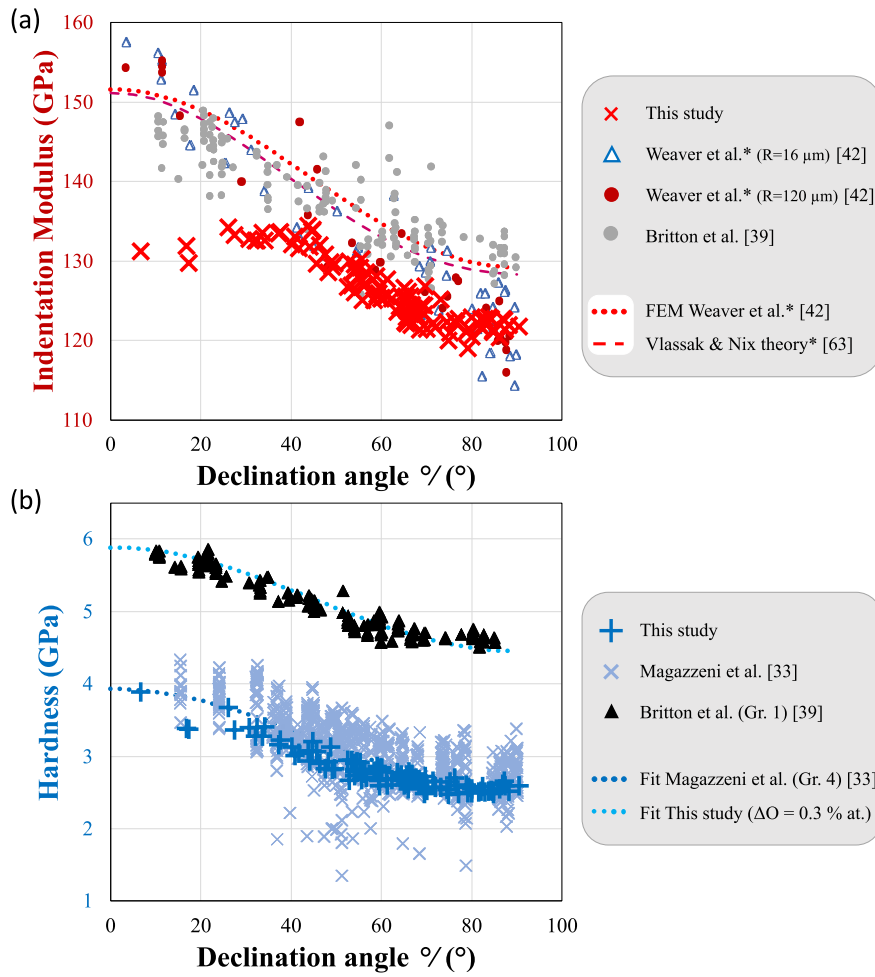 (a)
160
150
140
130
120
110
Indentation Modulus (GPa)
0 20 40 60 80 100
Declination angle °/ (°)
This study
Weaver et al.* (R=16 µm) [42]
Weaver et al.* (R=120 µm) [42]
Britton et al. [39]
FEM Weaver et al.* [42]
Vlassak & Nix theory* [63]
(b)
6
5
4
3
2
1
Hardness (GPa)
0 20 40 60 80 100
Declination angle °/ (°)
This study
Magazzeni et al. [33]
Britton et al. (Gr. 1) [39]
Fit Magazzeni et al. (Gr. 4) [33]
Fit This study (ΔO = 0.3 % at.)